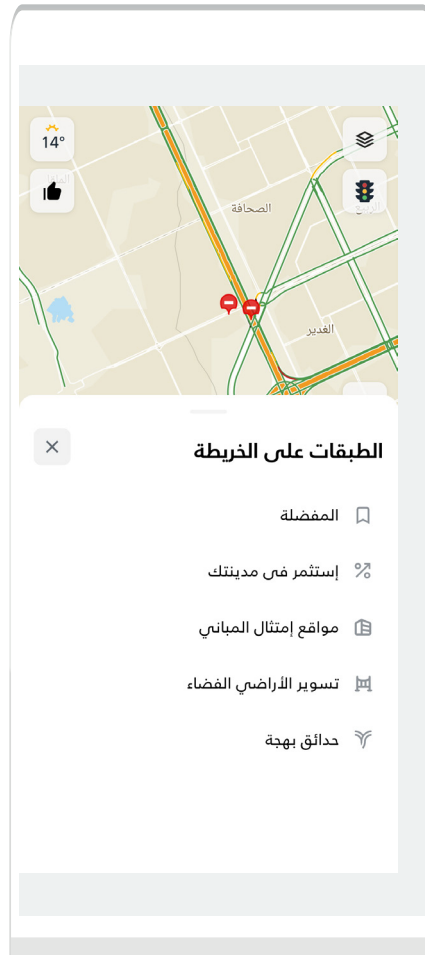 14°
الصحافة
الغدير
الطبقات على الخريطة
المفضلة
إستثمر في مدينتك
مواقع إمتثال المباني
تسوير الأراضي الفضاء
حدائق بهجة